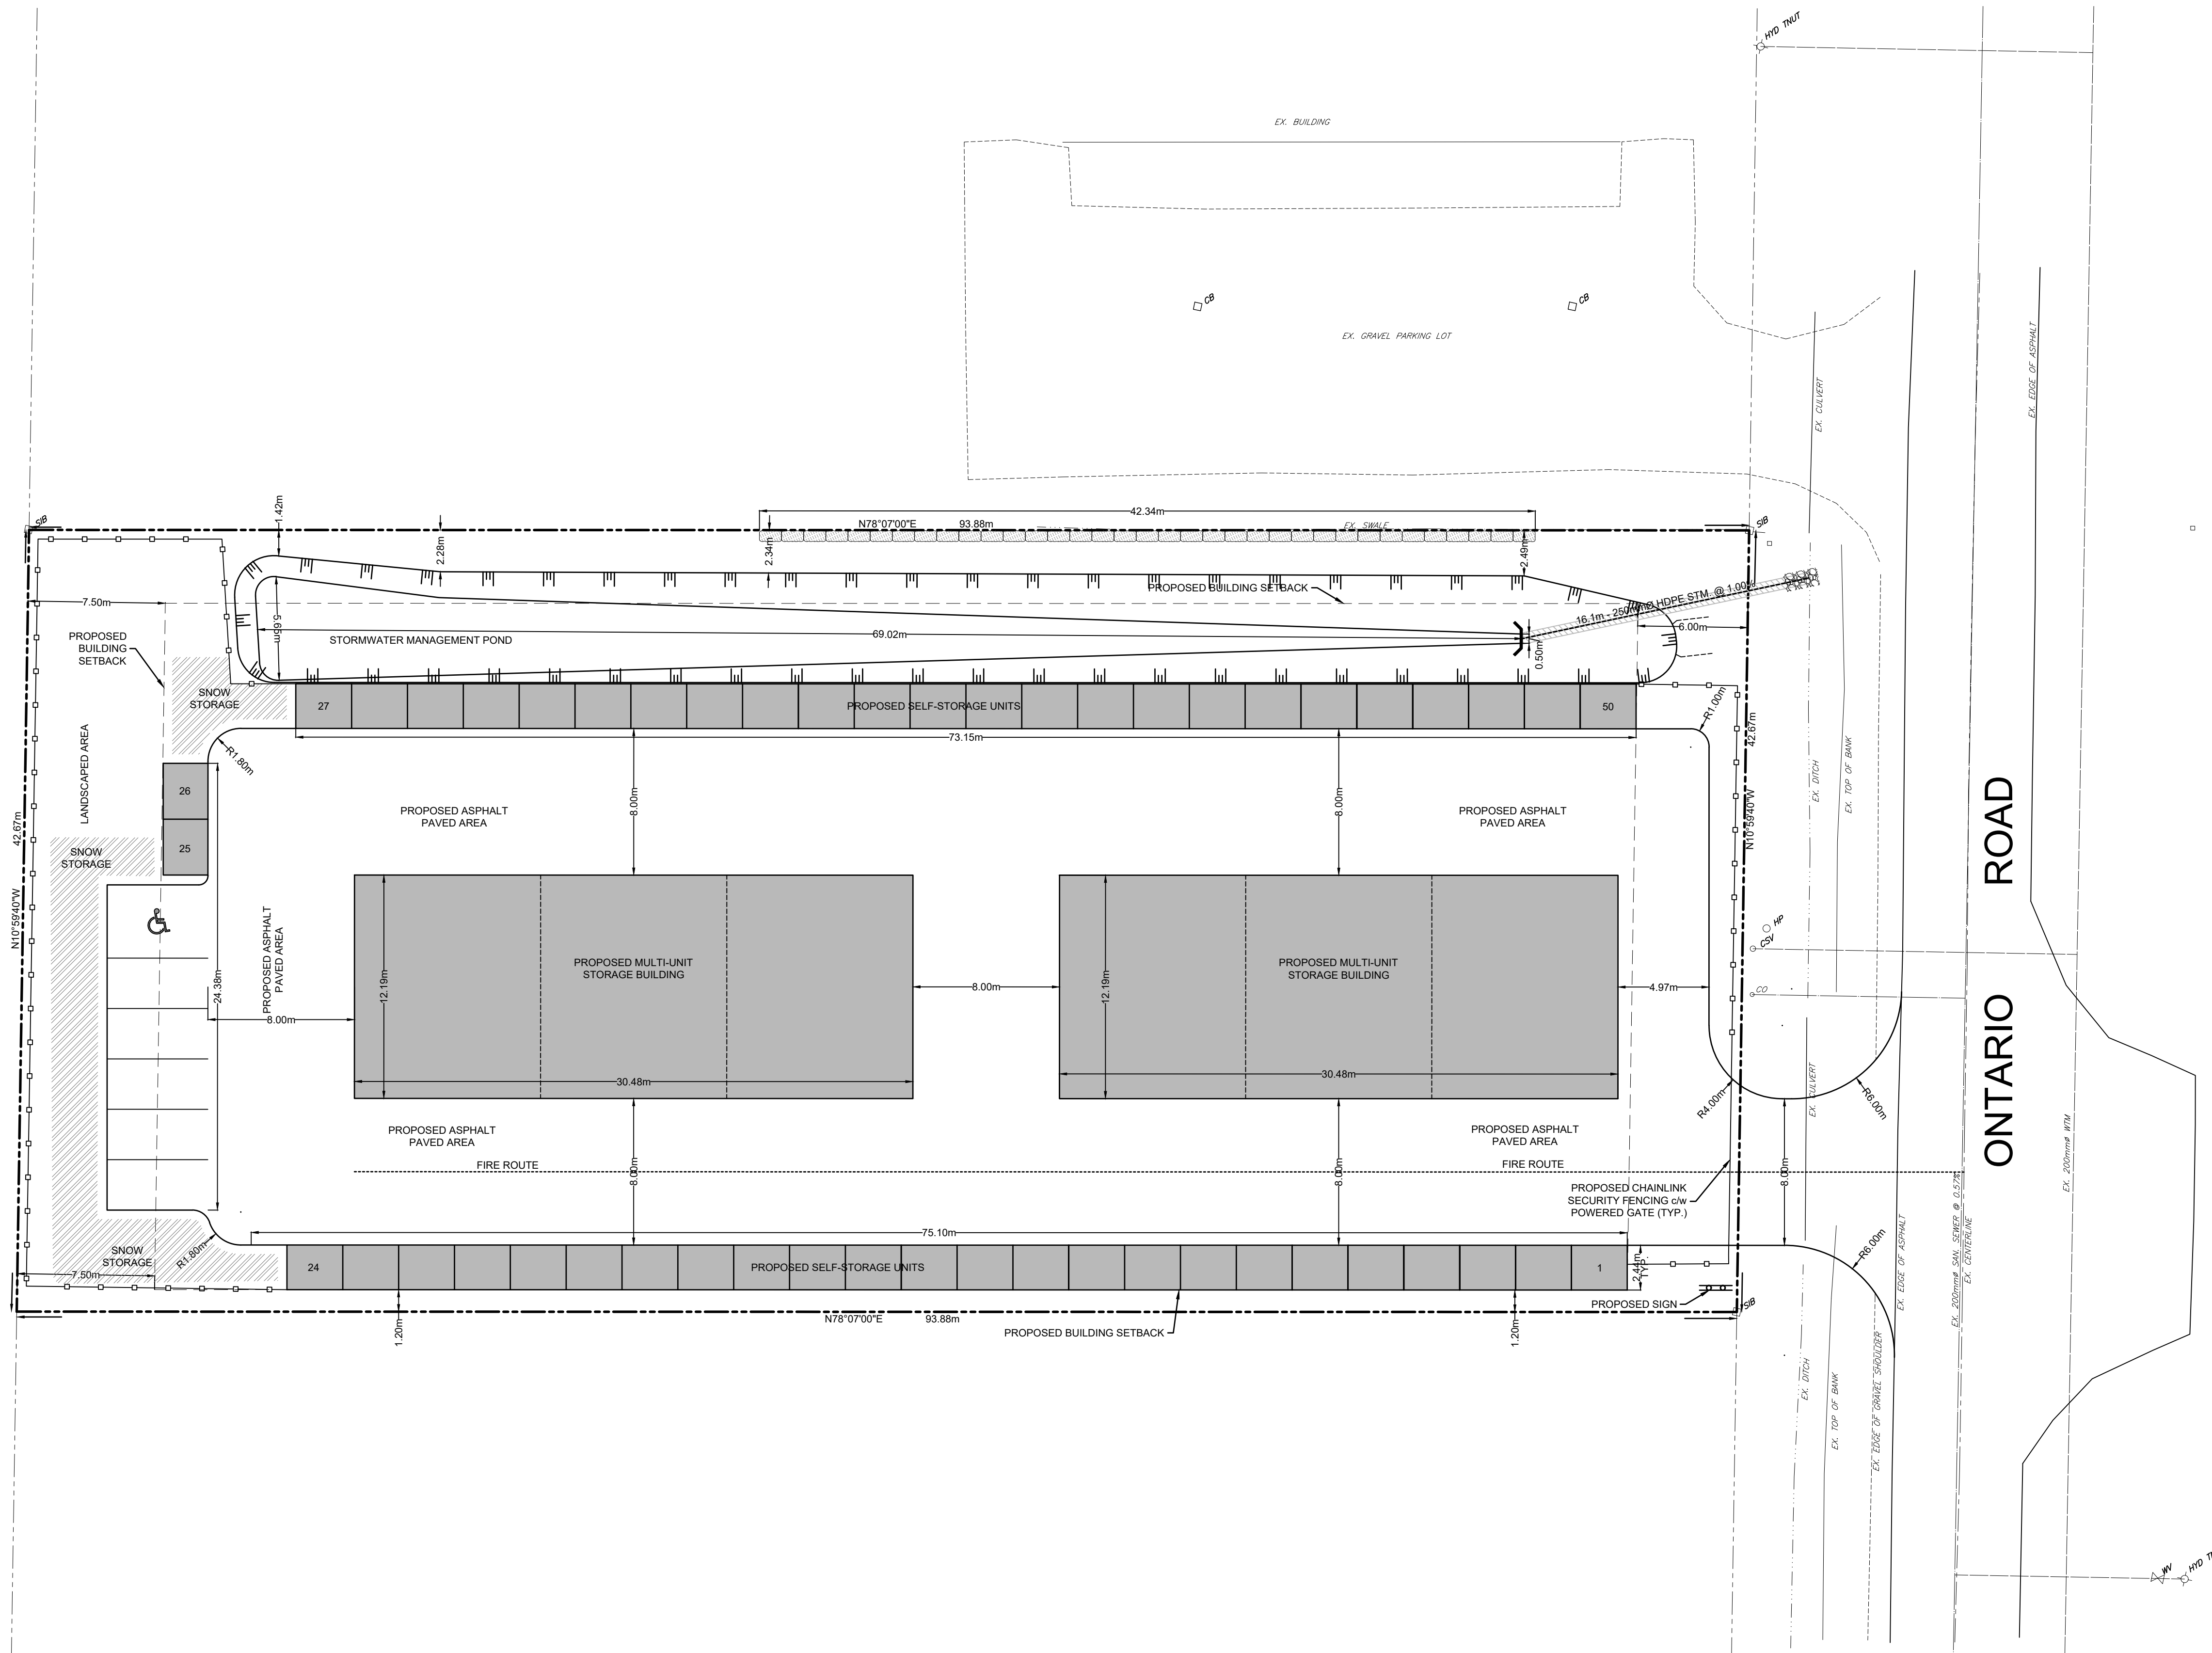 HYD TNUT
EX. BUILDING
CB
CB
EX. GRAVEL PARKING LOT
EX. EDGE OF ASPHALT
EX. CULVERT
SIB
1.42m
2.28m
42.34m
N78°07'00"E 93.88m
EX. SWALE
2.34m
2.49m
SIB
PROPOSED BUILDING SETBACK
16.1m - 250mmØ HDPE STM. @ 1.00%
7.50m
PROPOSED
BUILDING
SETBACK
5.65m
STORMWATER MANAGEMENT POND
69.02m
0.50m
6.00m
SNOW
STORAGE
27
PROPOSED SELF-STORAGE UNITS
50
R1.00m
73.15m
R1.80m
42.67m
N10°59'40"W
EX. DITCH
EX. TOP OF BANK
LANDSCAPED AREA
26
25
8.00m
8.00m
PROPOSED ASPHALT
PAVED AREA
PROPOSED ASPHALT
PAVED AREA
42.67m
N10°59'40"W
SNOW
STORAGE
PROPOSED ASPHALT
PAVED AREA
24.38m
8.00m
12.19m
PROPOSED MULTI-UNIT
STORAGE BUILDING
30.48m
8.00m
12.19m
PROPOSED MULTI-UNIT
STORAGE BUILDING
30.48m
4.97m
HP
CSV
CO
ONTARIO ROAD
R4.00m
R6.00m
EX. CULVERT
PROPOSED ASPHALT
PAVED AREA
PROPOSED ASPHALT
PAVED AREA
FIRE ROUTE
FIRE ROUTE
8.00m
8.00m
8.00m
PROPOSED CHAINLINK
SECURITY FENCING c/w
POWERED GATE (TYP.)
EX. 200mmØ WTM
EX. 200mmØ SAN. SEWER @ 0.57%
EX. CENTERLINE
EX. EDGE OF ASPHALT
75.10m
R6.00m
R1.80m
SNOW
STORAGE
7.50m
24
PROPOSED SELF-STORAGE UNITS
1
2.44m
TYP.
PROPOSED SIGN
SIB
1.20m
N78°07'00"E 93.88m
PROPOSED BUILDING SETBACK
1.20m
EX. DITCH
EX. TOP OF BANK
EX. EDGE OF GRAVEL SHOULDER
WV